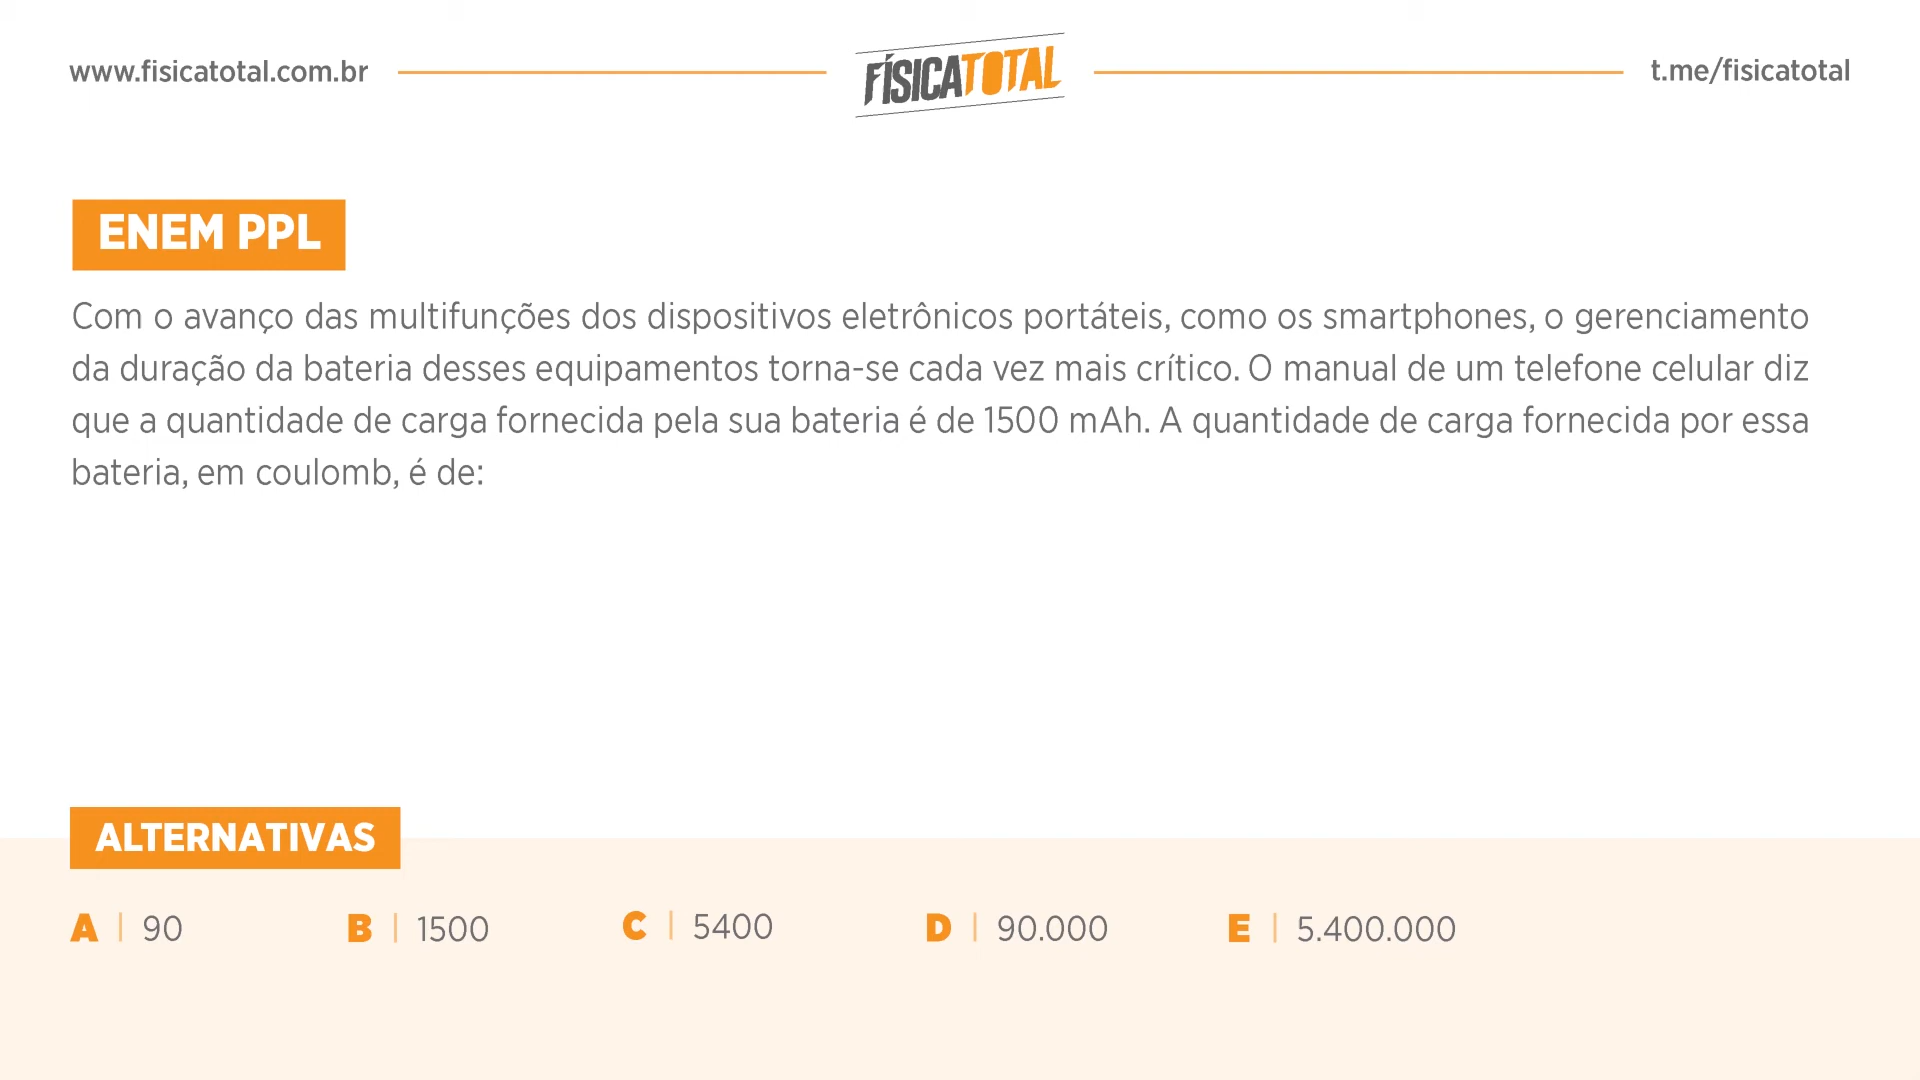 www.fisicatotal.com.br
FÍSICATOTAL
t.me/fisicatotal
ENEM PPL
Com o avanço das multifunções dos dispositivos eletrônicos portáteis, como os smartphones, o gerenciamento
da duração da bateria desses equipamentos torna-se cada vez mais crítico. O manual de um telefone celular diz
que a quantidade de carga fornecida pela sua bateria é de 1500 mAh. A quantidade de carga fornecida por essa
bateria, em coulomb, é de:
ALTERNATIVAS
A | 90
B | 1500
C | 5400
D | 90.000
E | 5.400.000